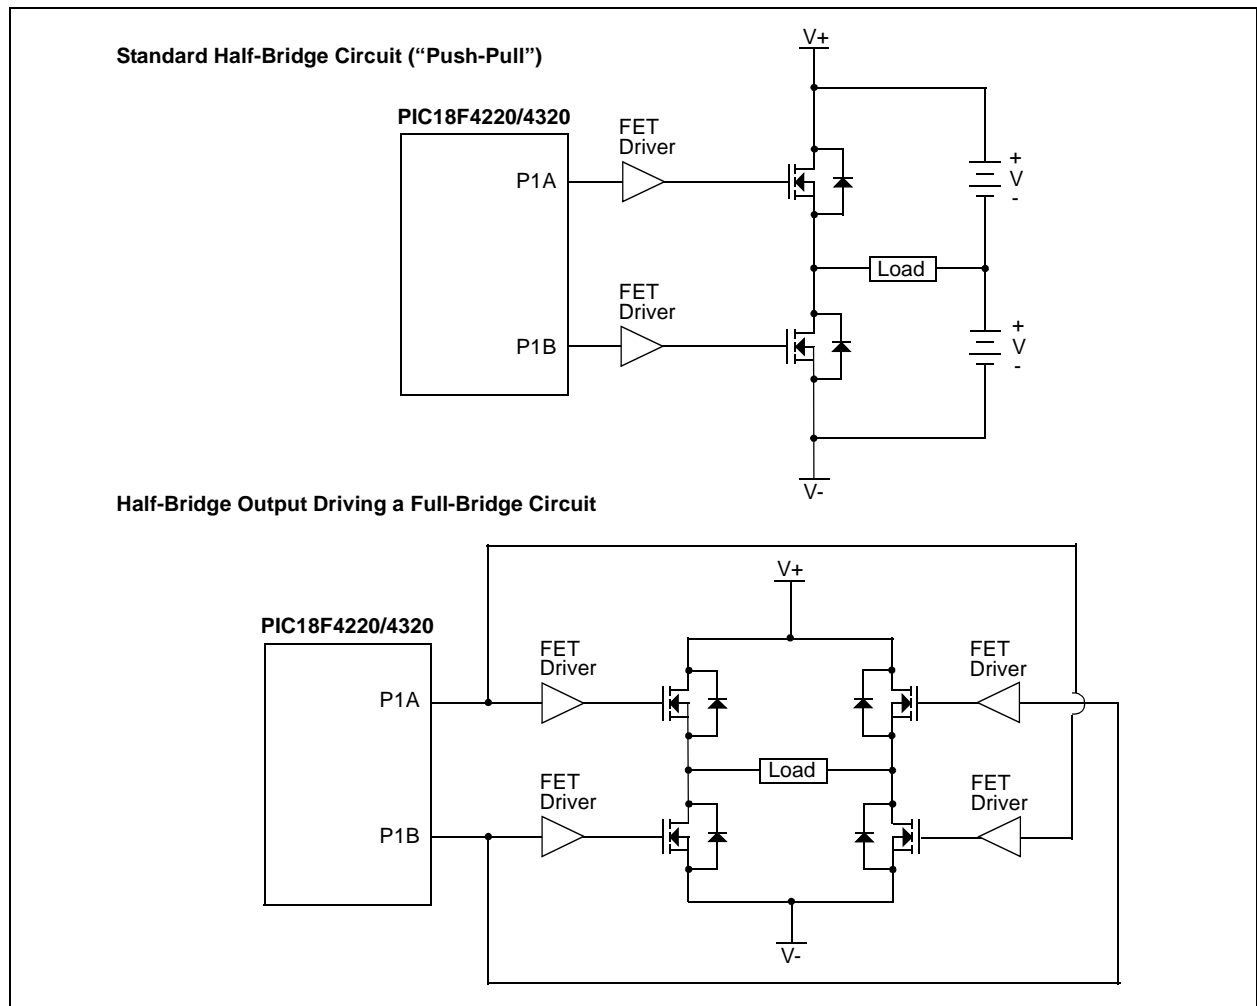 Standard Half-Bridge Circuit (“Push-Pull”)
V+
PIC18F4220/4320
FET
Driver
P1A
+
V
-
Load
FET
Driver
P1B
+
V
-
V-
Half-Bridge Output Driving a Full-Bridge Circuit
V+
PIC18F4220/4320
FET
Driver
FET
Driver
P1A
Load
FET
Driver
FET
Driver
P1B
V-